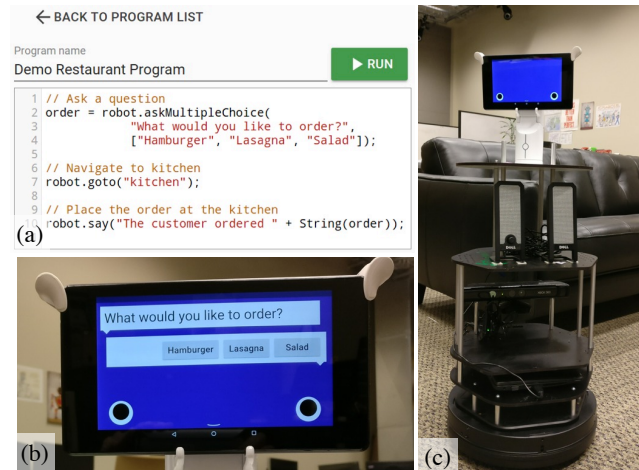 BACK TO PROGRAM LIST
Program name
Demo Restaurant Program
RUN
1 // Ask a question
2 order = robot.askMultipleChoice(
3 "What would you like to order?",
4 ["Hamburger", "Lasagna", "Salad"]);
5
6 // Navigate to kitchen
7 robot.goto("kitchen");
8
9 // Place the order at the kitchen
10 robot.say("The customer ordered " + String(order));
(a)
What would you like to order?
Hamburger Lasagna Salad
(b)
DELL DELL
(c)